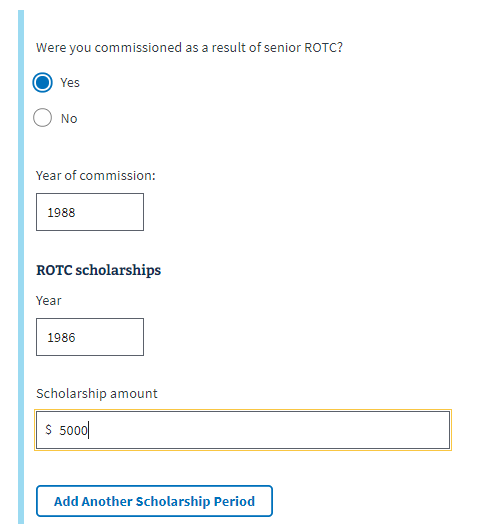 Were you commissioned as a result of senior ROTC?
Yes
No
Year of commission:
1988
ROTC scholarships
Year
1986
Scholarship amount
$ 5000
Add Another Scholarship Period